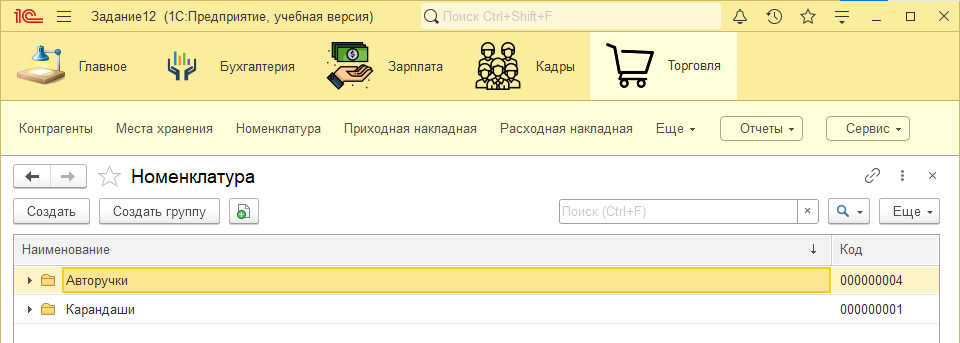 1С Задание12 (1С:Предприятие, учебная версия) Поиск Ctrl+Shift+F
Главное Бухгалтерия Зарплата Кадры Торговля
Контрагенты Места хранения Номенклатура Приходная накладная Расходная накладная Еще Отчеты Сервис
Номенклатура
Создать Создать группу Поиск (Ctrl+F) × Еще
Наименование ↓ Код
Авторучки 000000004
Карандаши 000000001